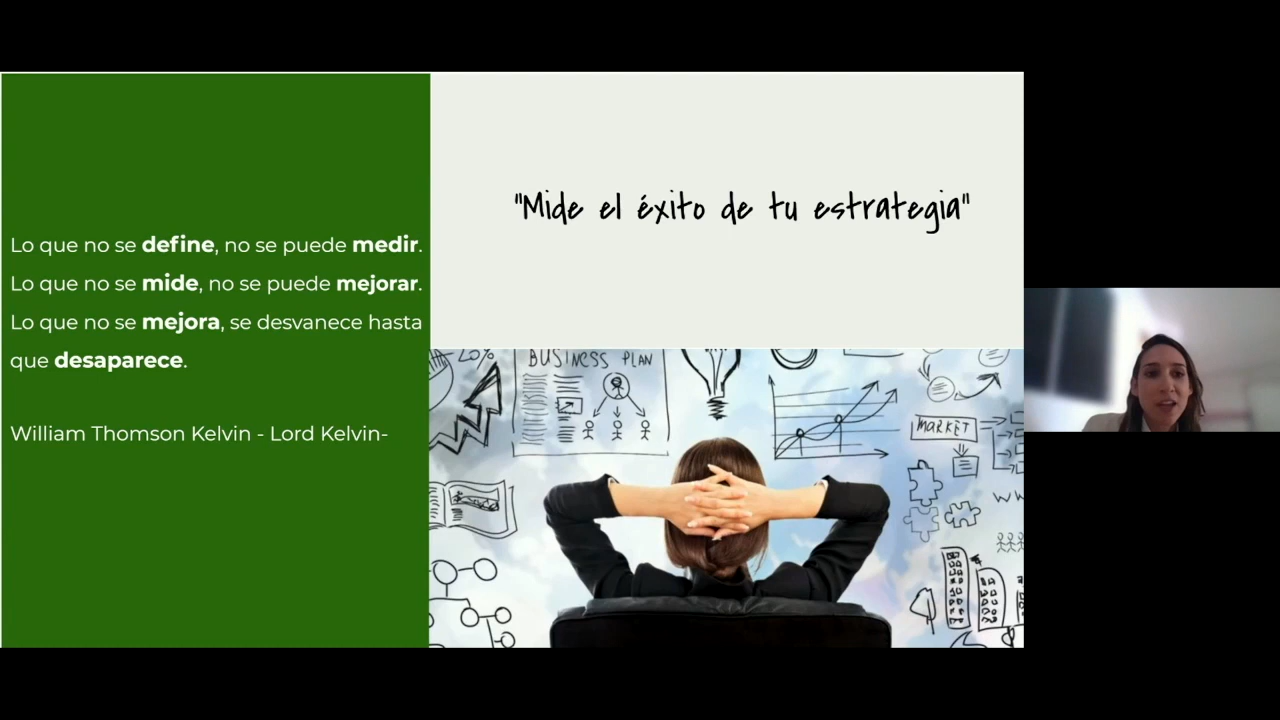 Lo que no se define, no se puede medir.
Lo que no se mide, no se puede mejorar.
Lo que no se mejora, se desvanece hasta
que desaparece.
William Thomson Kelvin - Lord Kelvin-
"Mide el éxito de tu estrategia"
20%
BUSINESS PLAN
MARKET